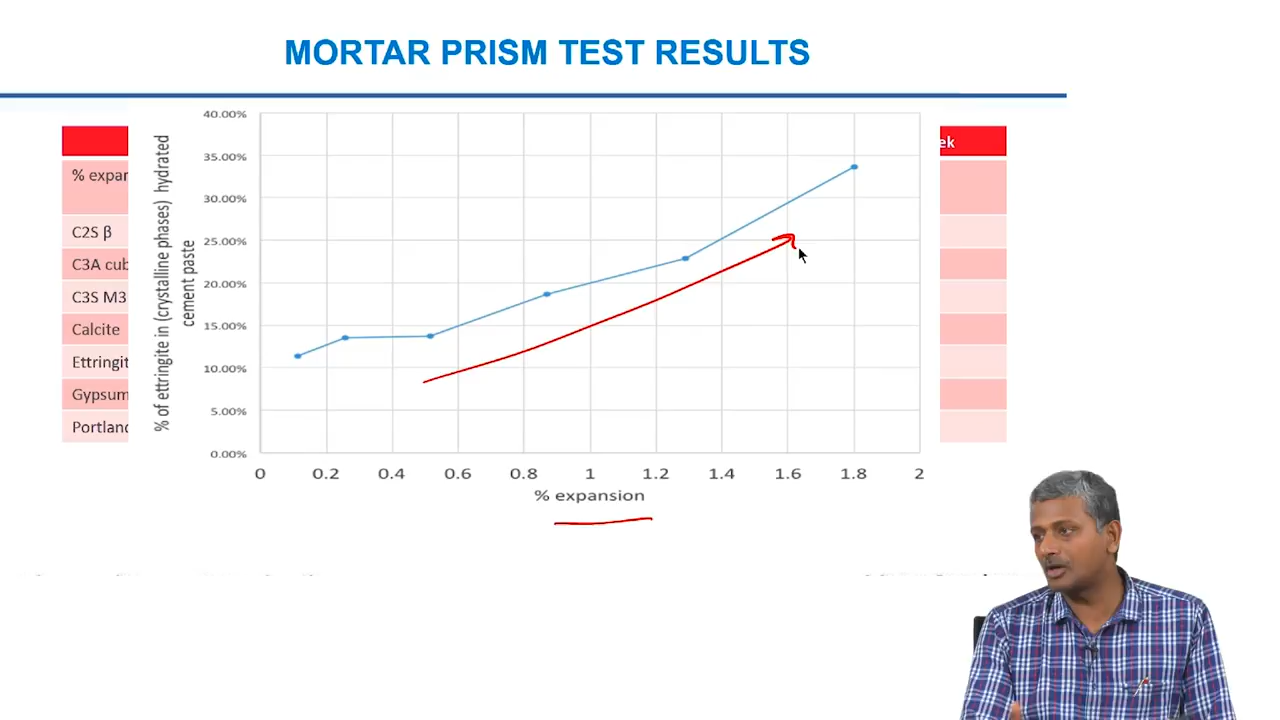 MORTAR PRISM TEST RESULTS
ek
% expan
C2S β
C3A cub
C3S M3
Calcite
Ettringit
Gypsum
Portland
% of ettringite in (crystalline phases) hydrated
cement paste
40.00%
35.00%
30.00%
25.00%
20.00%
15.00%
10.00%
5.00%
0.00%
0 0.2 0.4 0.6 0.8 1 1.2 1.4 1.6 1.8 2
% expansion